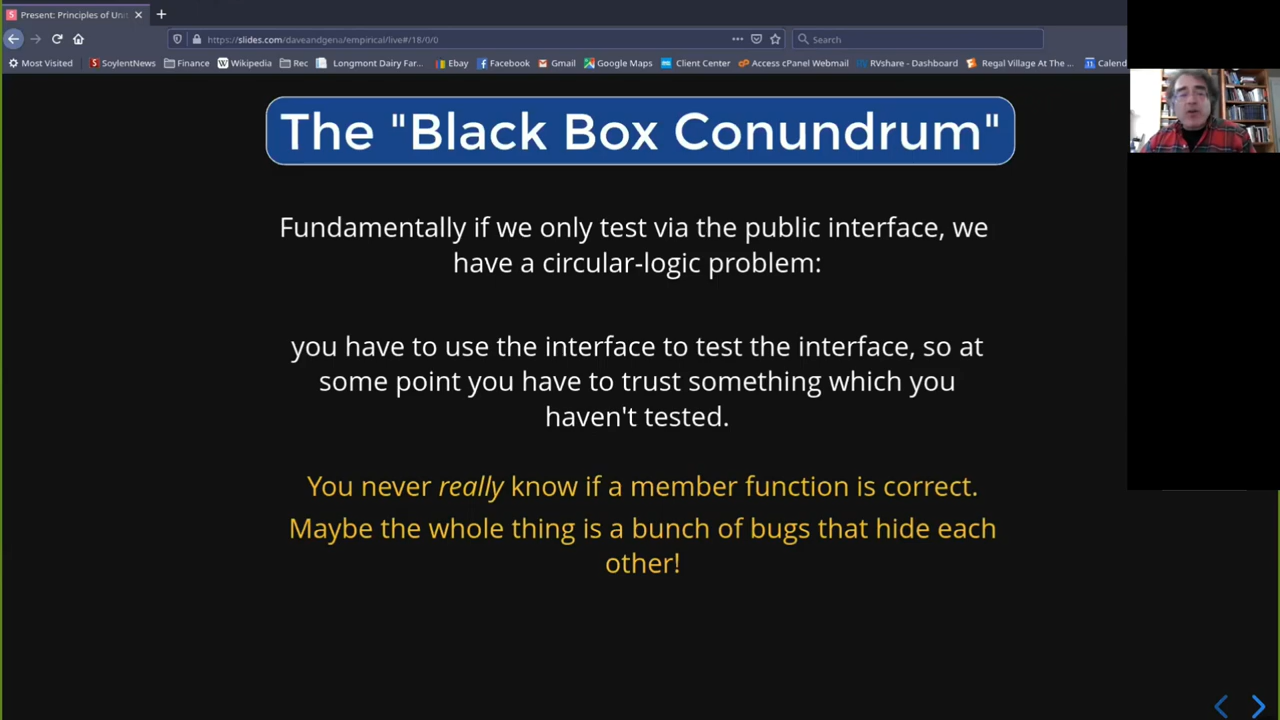 Present: Principles of Uni
https://slides.com/daveandgena/empirical/live#/18/0/0
Search
Most Visited SoylentNews Finance Wikipedia Rec Longmont Dairy Far... Ebay Facebook Gmail Google Maps Client Center Access cPanel Webmail RVshare - Dashboard Regal Village At The ... Calend
The "Black Box Conundrum"
Fundamentally if we only test via the public interface, we
have a circular-logic problem:
you have to use the interface to test the interface, so at
some point you have to trust something which you
haven't tested.
You never really know if a member function is correct.
Maybe the whole thing is a bunch of bugs that hide each
other!